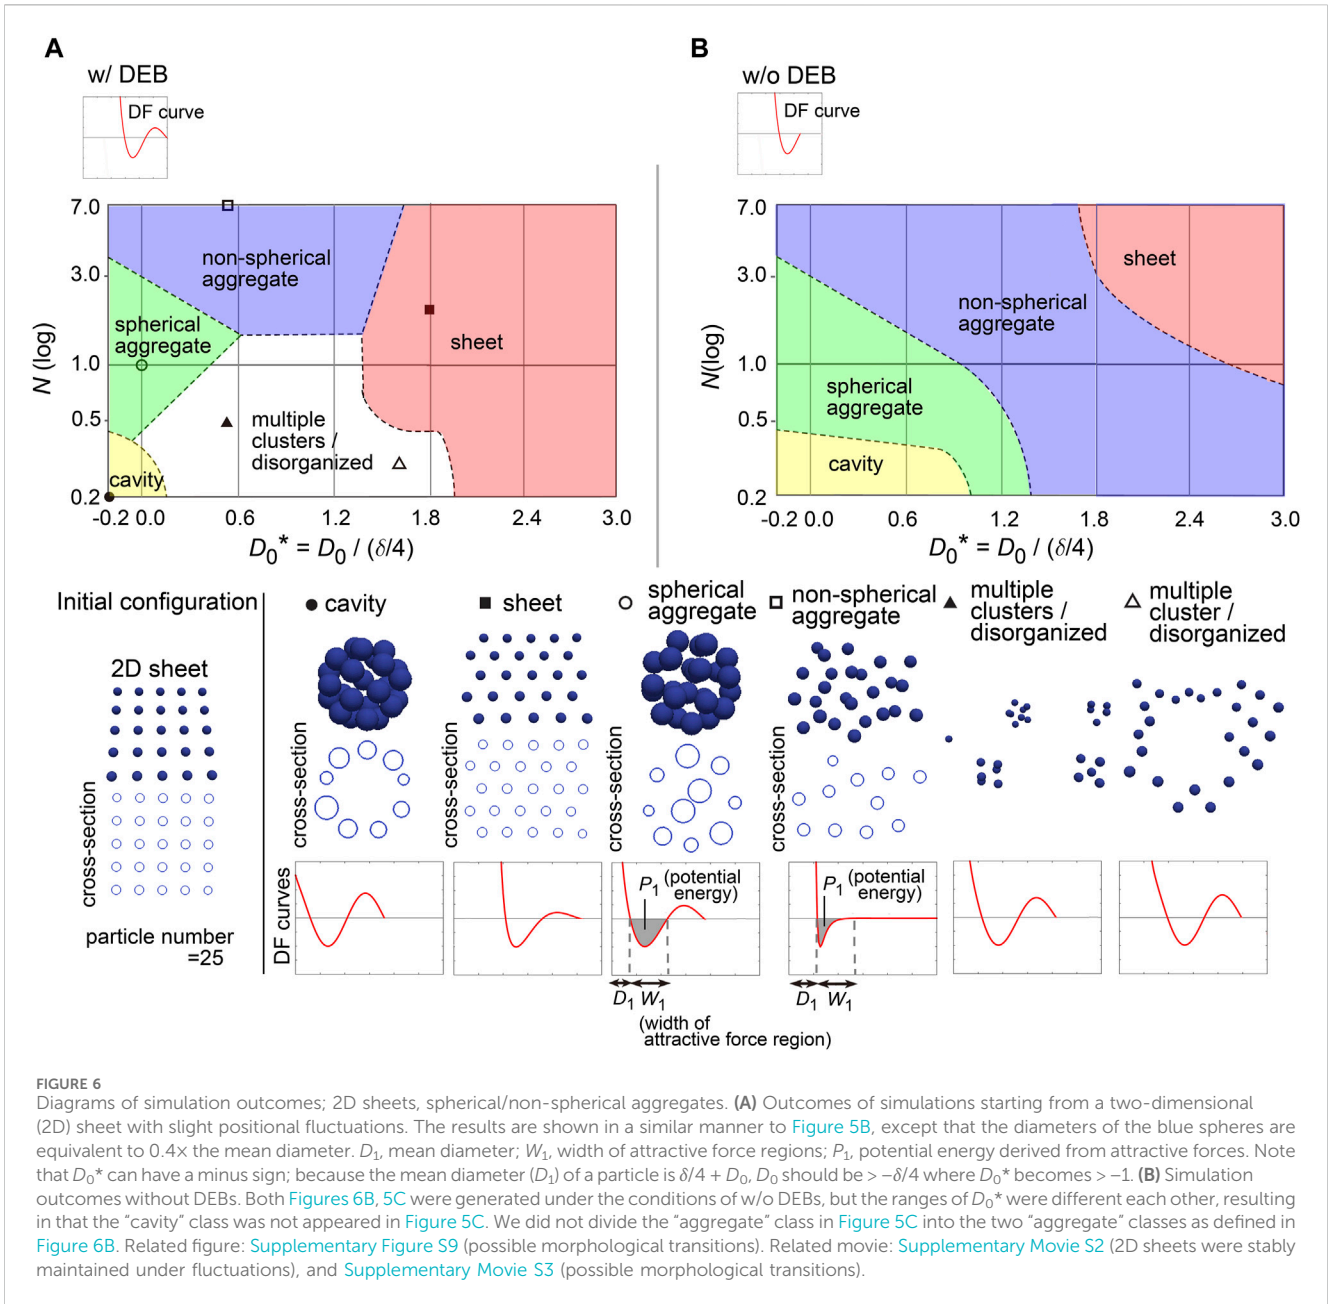 A
w/ DEB
DF curve
7.0
3.0
1.0
0.5
0.2
N (log)
non-spherical
aggregate
spherical
aggregate
sheet
multiple
clusters /
disorganized
cavity
-0.2 0.0 0.6 1.2 1.8 2.4 3.0
D0* = D0 / (δ/4)
B
w/o DEB
DF curve
7.0
3.0
1.0
0.5
0.2
N(log)
sheet
non-spherical
aggregate
spherical
aggregate
cavity
-0.2 0.0 0.6 1.2 1.8 2.4 3.0
D0* = D0 / (δ/4)
Initial configuration
2D sheet
cross-section
particle number
=25
● cavity
■ sheet
○ spherical
aggregate
□ non-spherical
aggregate
▲ multiple
clusters /
disorganized
△ multiple
cluster /
disorganized
cross-section
cross-section
cross-section
cross-section
DF curves
P1 (potential
energy)
P1 (potential
energy)
D1 W1
(width of
attractive force region)
D1 W1
FIGURE 6
Diagrams of simulation outcomes; 2D sheets, spherical/non-spherical aggregates. (A) Outcomes of simulations starting from a two-dimensional
(2D) sheet with slight positional fluctuations. The results are shown in a similar manner to Figure 5B, except that the diameters of the blue spheres are
equivalent to 0.4× the mean diameter. D1, mean diameter; W1, width of attractive force regions; P1, potential energy derived from attractive forces. Note
that D0* can have a minus sign; because the mean diameter (D1) of a particle is δ/4 + D0, D0 should be > −δ/4 where D0* becomes > −1. (B) Simulation
outcomes without DEBs. Both Figures 6B, 5C were generated under the conditions of w/o DEBs, but the ranges of D0* were different each other, resulting
in that the “cavity” class was not appeared in Figure 5C. We did not divide the “aggregate” class in Figure 5C into the two “aggregate” classes as defined in
Figure 6B. Related figure: Supplementary Figure S9 (possible morphological transitions). Related movie: Supplementary Movie S2 (2D sheets were stably
maintained under fluctuations), and Supplementary Movie S3 (possible morphological transitions).